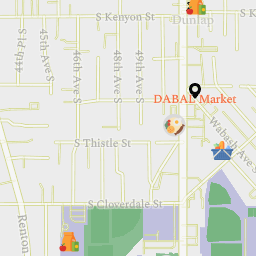 S Kenyon St
Dunlap
44th Pl S
45th Ave S
46th Ave S
48th Ave S
49th Ave S
DABAL Market
Wabash Ave S
S Thistle St
S Cloverdale St
Renton